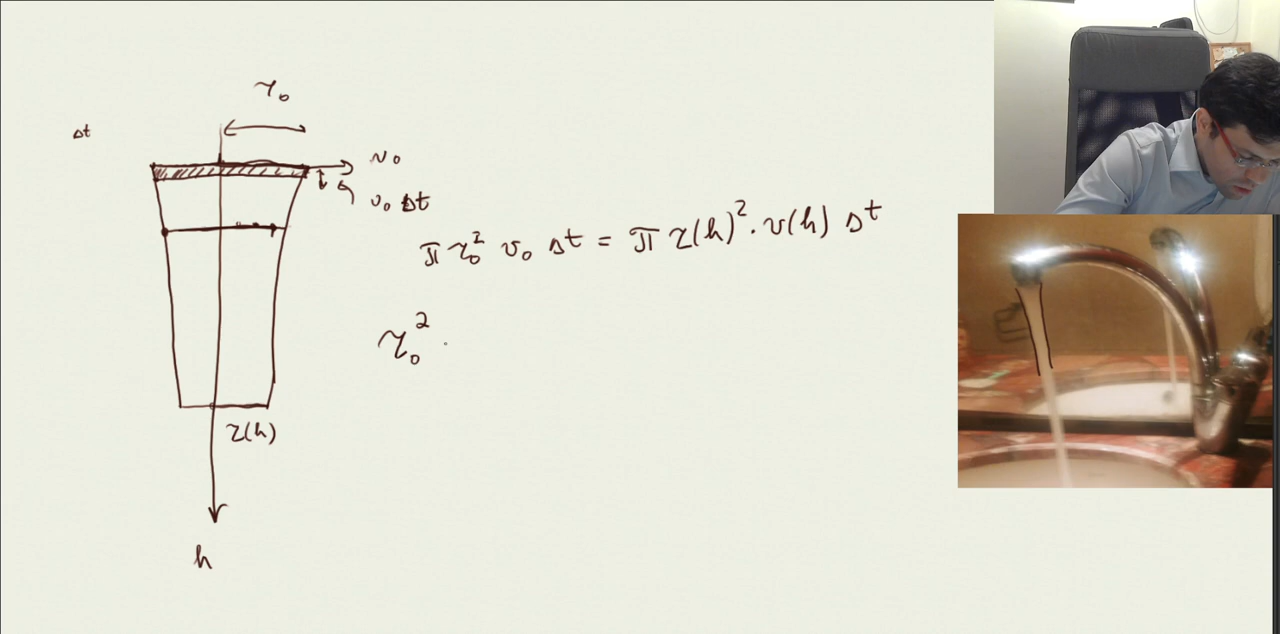 r₀
Δt
v₀
v₀ Δt
π r₀² v₀ Δt = π r(h)² · v(h) Δt
r₀² ·
r(h)
h